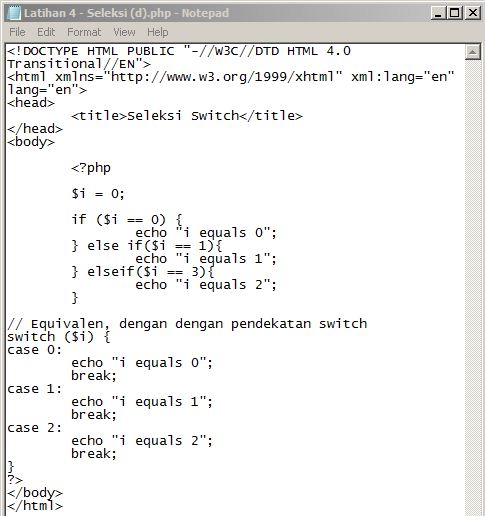 Latihan 4 - Seleksi (d).php - Notepad
File Edit Format View Help
<!DOCTYPE HTML PUBLIC "-//W3C//DTD HTML 4.0
Transitional//EN">
<html xmlns="http://www.w3.org/1999/xhtml" xml:lang="en"
lang="en">
<head>
        <title>Seleksi Switch</title>
</head>
<body>

        <?php

        $i = 0;

        if ($i == 0) {
                echo "i equals 0";
        } else if($i == 1){
                echo "i equals 1";
        } elseif($i == 3){
                echo "i equals 2";
        }

// Equivalen, dengan dengan pendekatan switch
switch ($i) {
case 0:
        echo "i equals 0";
        break;
case 1:
        echo "i equals 1";
        break;
case 2:
        echo "i equals 2";
        break;
}
?>
</body>
</html>